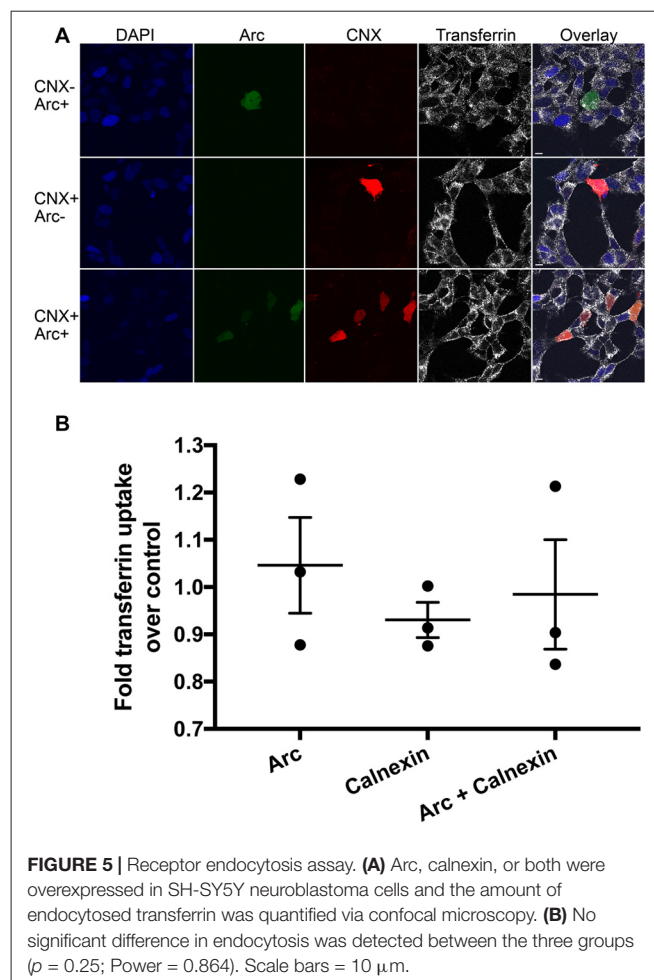 A
DAPI Arc CNX Transferrin Overlay
CNX-
Arc+
CNX+
Arc-
CNX+
Arc+
B
Fold transferrin uptake
over control
1.3
1.2
1.1
1.0
0.9
0.8
0.7
Arc Calnexin Arc + Calnexin
FIGURE 5 | Receptor endocytosis assay. (A) Arc, calnexin, or both were
overexpressed in SH-SY5Y neuroblastoma cells and the amount of
endocytosed transferrin was quantified via confocal microscopy. (B) No
significant difference in endocytosis was detected between the three groups
(p = 0.25; Power = 0.864). Scale bars = 10 μm.